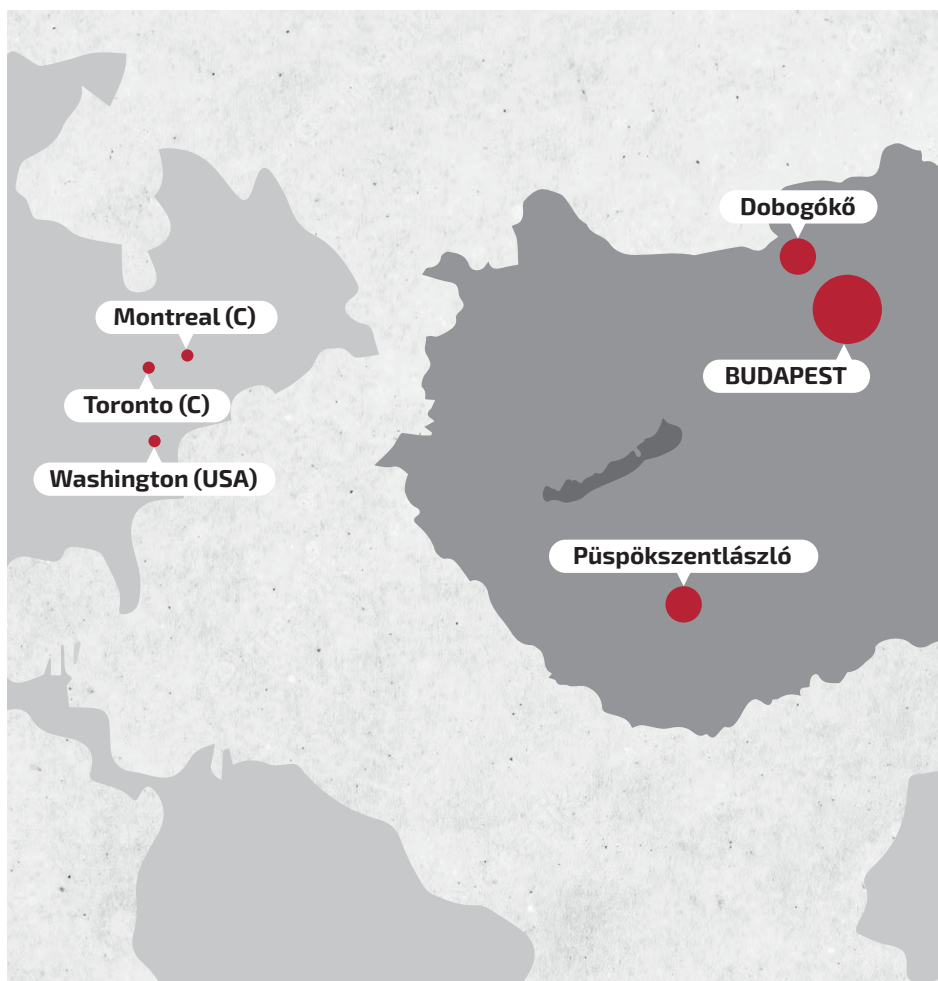 Dobogókő
Montreal (C)
BUDAPEST
Toronto (C)
Washington (USA)
Püspökszentlászló